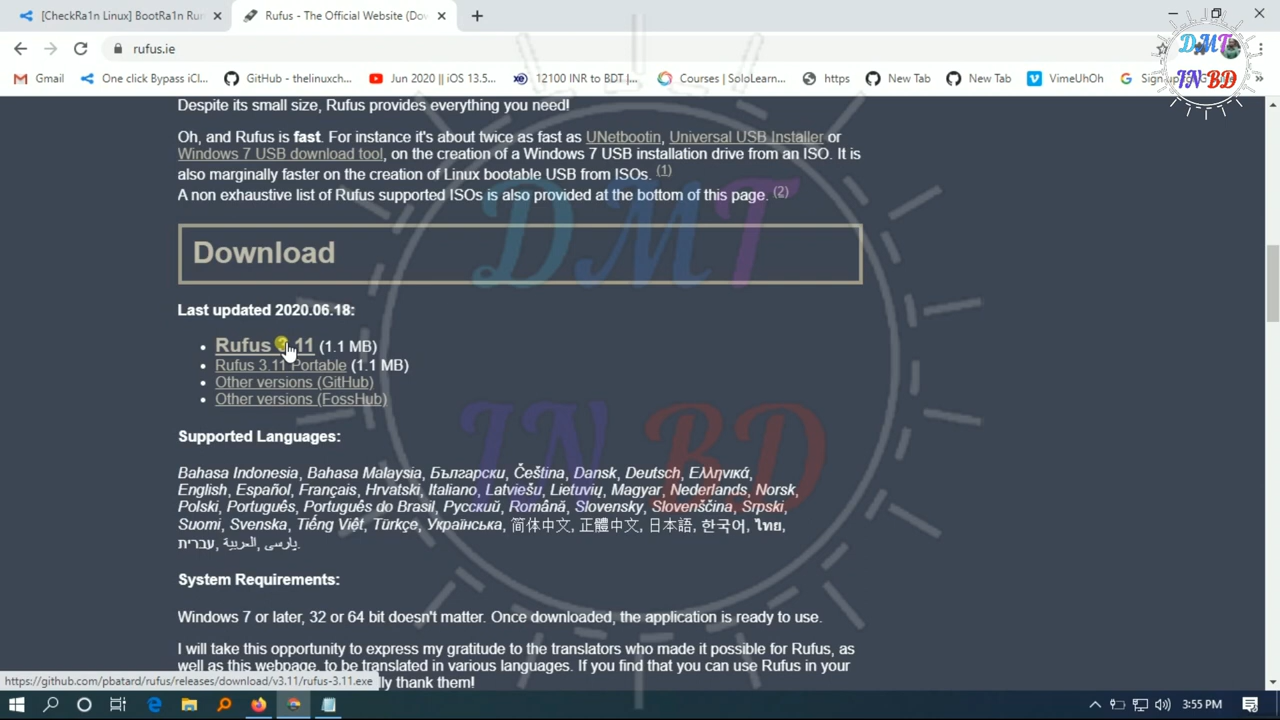 [CheckRa1n Linux] BootRa1n Run
Rufus - The Official Website (Dov
rufus.ie
Gmail
One click Bypass iCl...
GitHub - thelinuxch...
Jun 2020 || iOS 13.5...
12100 INR to BDT |...
Courses | SoloLearn...
https
New Tab
New Tab
VimeUhOh
Sign up
DMT
IN BD
Despite its small size, Rufus provides everything you need!
Oh, and Rufus is fast. For instance it's about twice as fast as UNetbootin, Universal USB Installer or
Windows 7 USB download tool, on the creation of a Windows 7 USB installation drive from an ISO. It is
also marginally faster on the creation of Linux bootable USB from ISOs. (1)
A non exhaustive list of Rufus supported ISOs is also provided at the bottom of this page. (2)
DMT
Download
Last updated 2020.06.18:
Rufus 3.11 (1.1 MB)
Rufus 3.11 Portable (1.1 MB)
Other versions (GitHub)
Other versions (FossHub)
IN BD
Supported Languages:
Bahasa Indonesia, Bahasa Malaysia, Български, Čeština, Dansk, Deutsch, Ελληνικά,
English, Español, Français, Hrvatski, Italiano, Latviešu, Lietuvių, Magyar, Nederlands, Norsk,
Polski, Português, Português do Brasil, Русский, Română, Slovensky, Slovenščina, Srpski,
Suomi, Svenska, Tiếng Việt, Türkçe, Українська, 简体中文, 正體中文, 日本語, 한국어, ไทย,
עברית, العربية, پارسی.
System Requirements:
Windows 7 or later, 32 or 64 bit doesn't matter. Once downloaded, the application is ready to use.
I will take this opportunity to express my gratitude to the translators who made it possible for Rufus, as
well as this webpage, to be translated in various languages. If you find that you can use Rufus in your
lly thank them!
https://github.com/pbatard/rufus/releases/download/v3.11/rufus-3.11.exe
3:55 PM